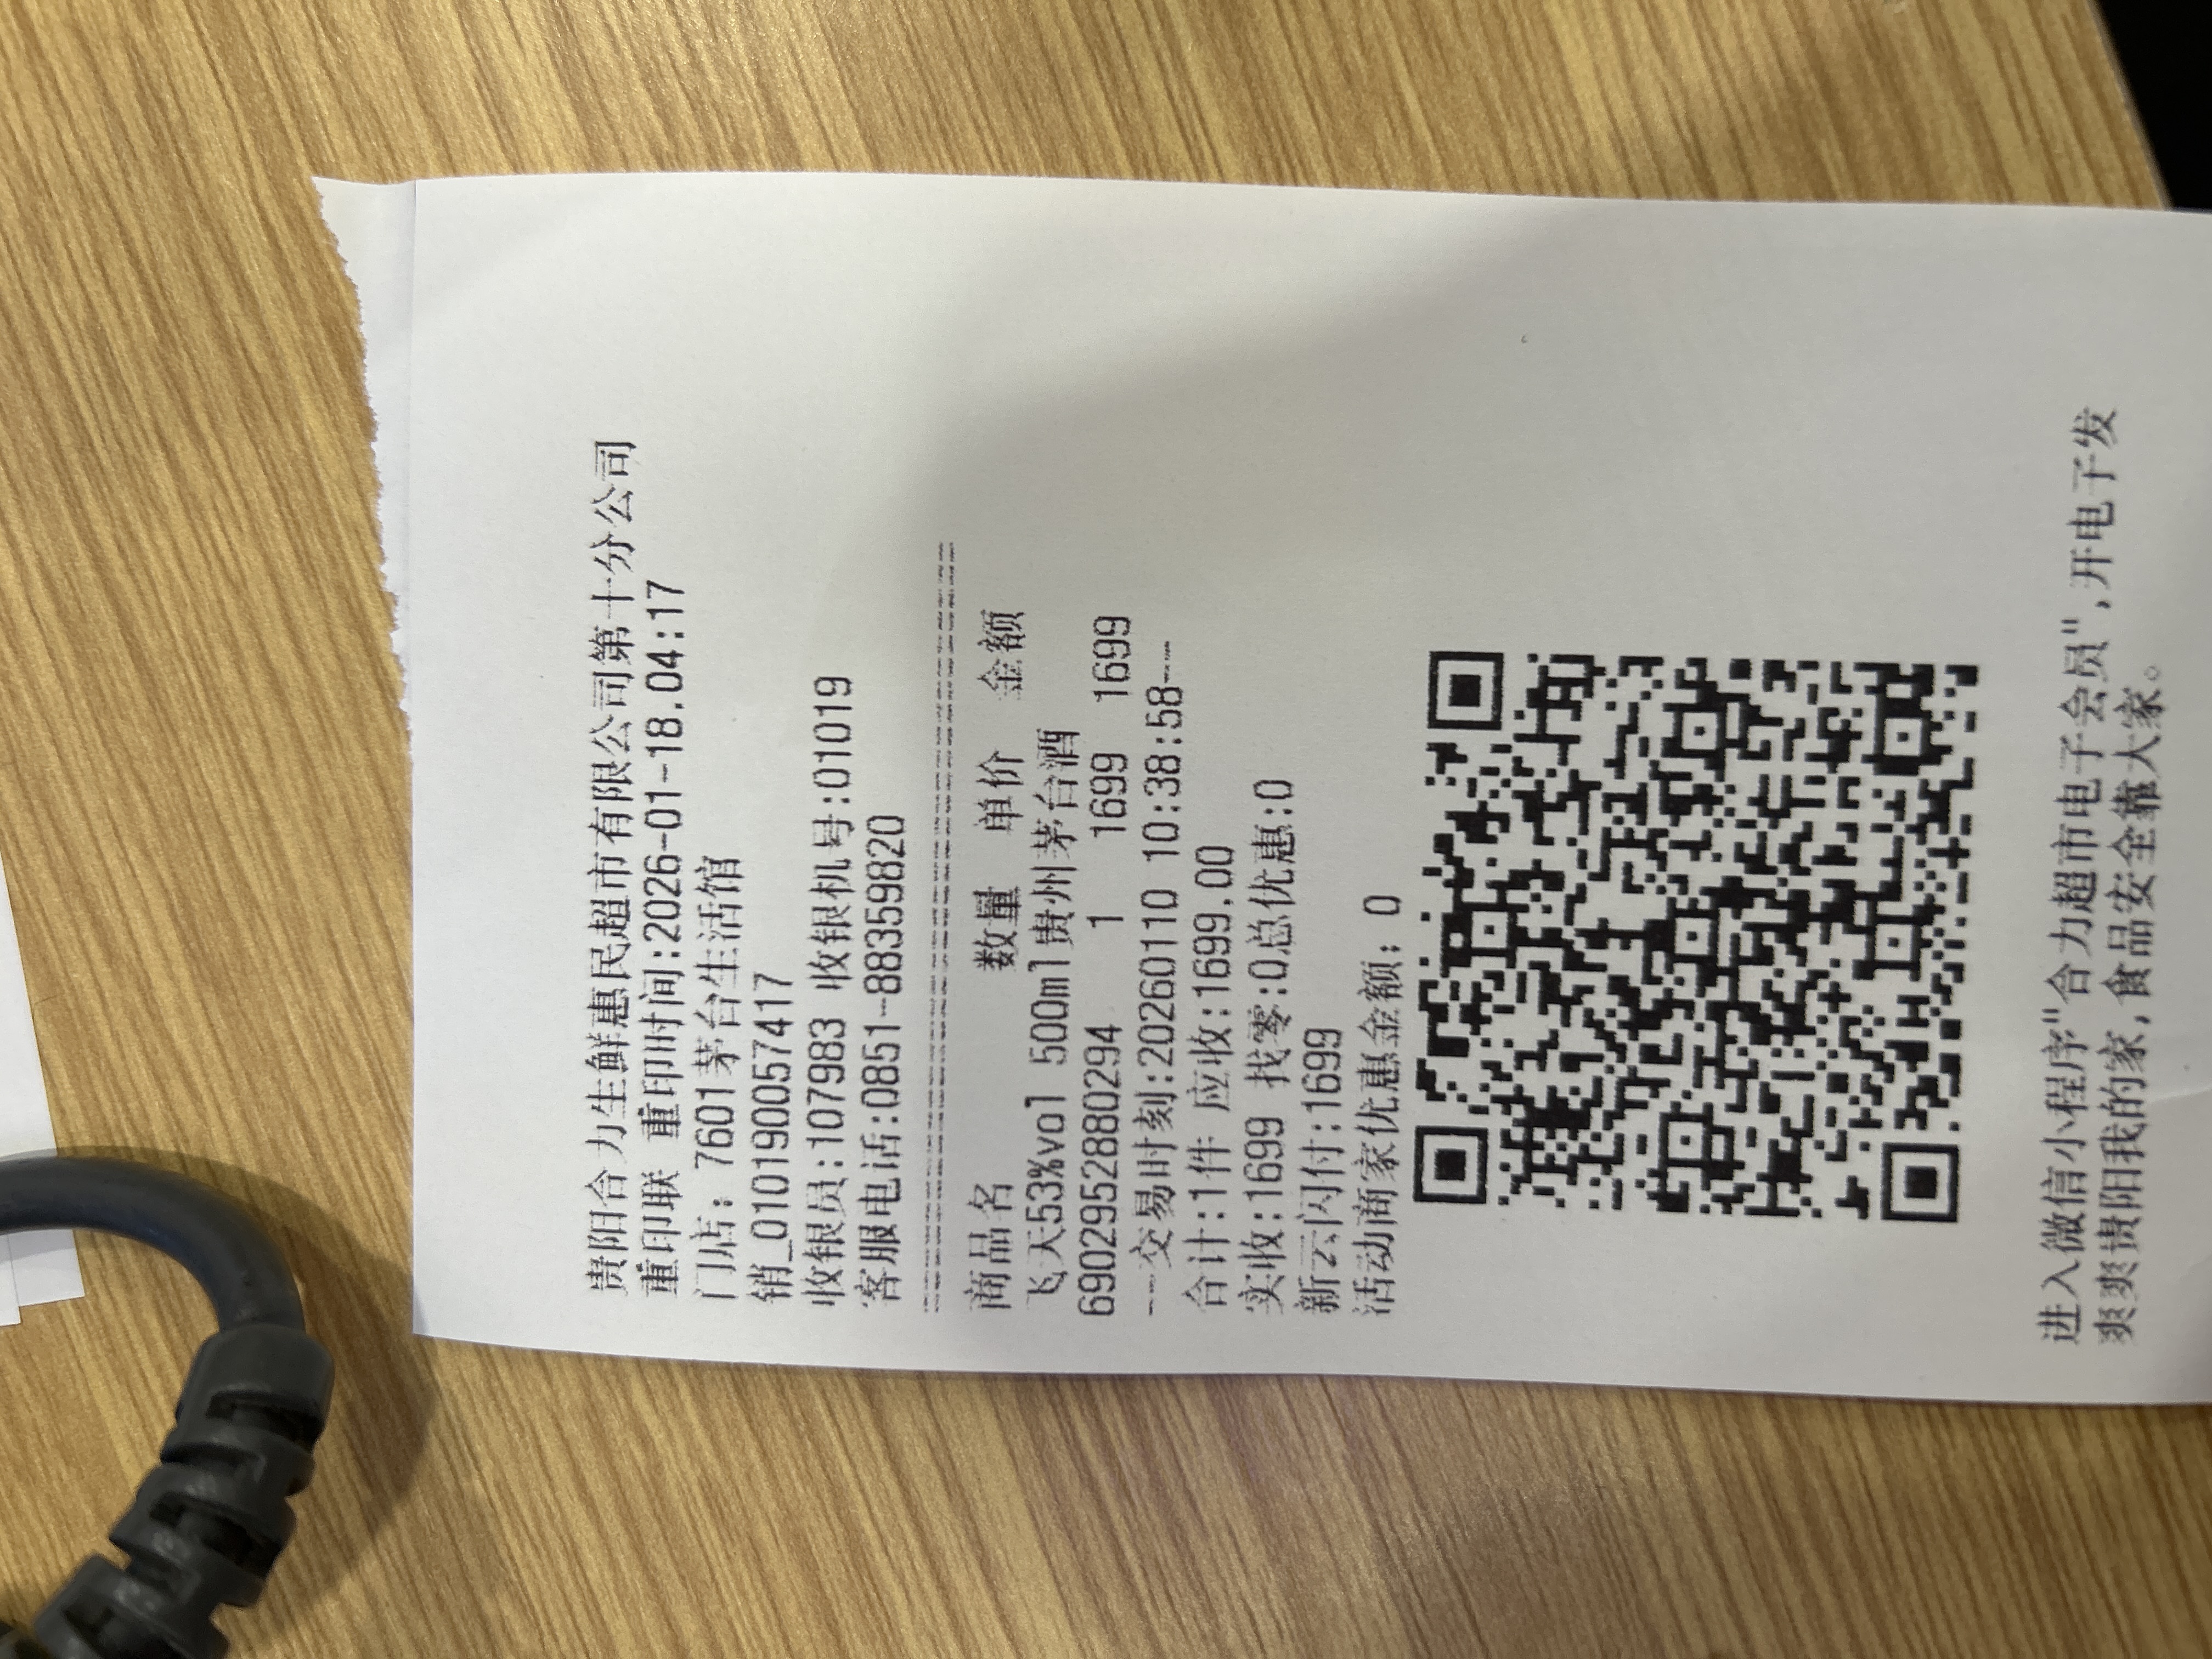 贵阳合力生鲜惠民超市有限公司第十分公司
重印联 重印时间:2026-01-18.04:17
门店: 7601茅台生活馆
销_010190057417
收银员:107983 收银机号:01019
客服电话:0851-88359820
商品名 数量 单价 金额
飞天53%vol 500ml贵州茅台酒
6902952880294 1 1699 1699
---交易时刻:20260110 10:38:58---
合计:1件 应收:1699.00
实收:1699 找零:0总优惠:0
新云闪付:1699
活动商家优惠金额: 0
进入微信小程序"合力超市电子会员",开电子发
爽爽贵阳我的家,食品安全靠大家。